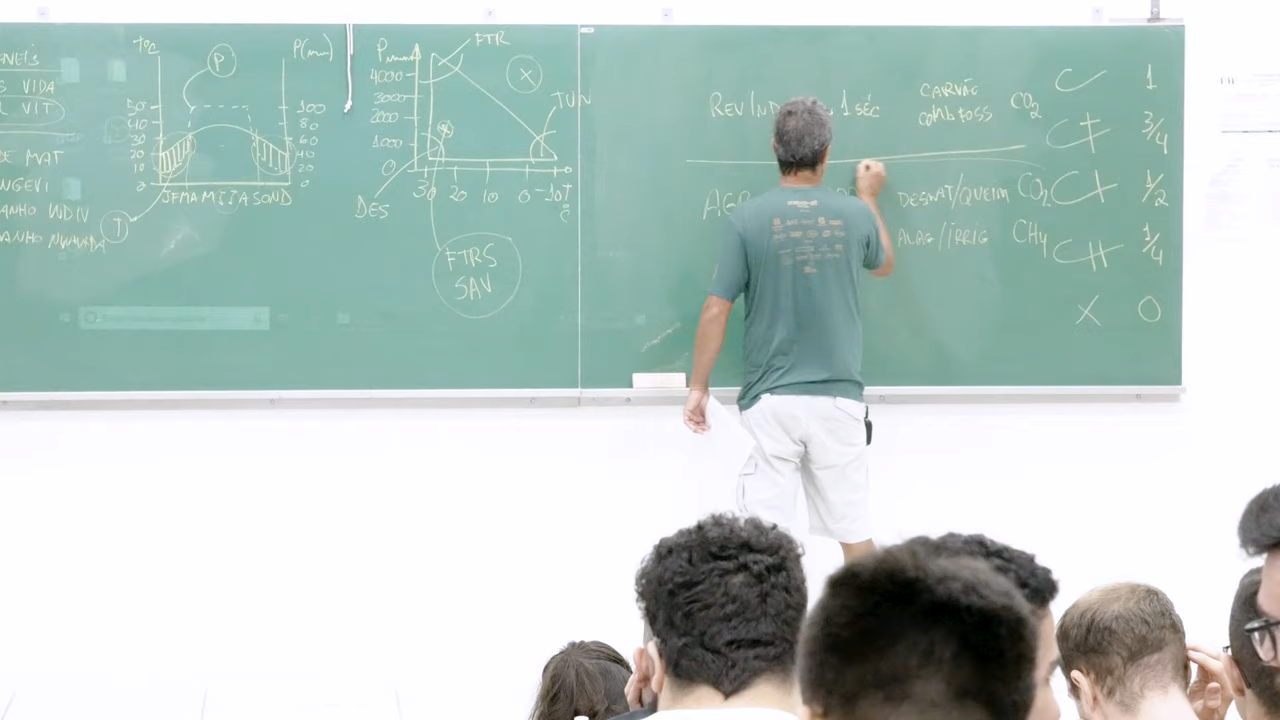 VIDA
VIT
DE MAT
NGEVI
ANHO INDIV
ANHO
T°C
P
P(mm)
50
40
30
20
10
0
100
80
60
40
20
0
JFMAMJJASOND
T
P
4000
3000
2000
1000
0
FTR
X
TUN
30 20 10 0 -10 T
°C
DES
FTRS
SAV
REV IND 1 SÉC
CARVÃO
COMB FOSS
CO2
DESMAT/QUEIM
CO2
ALAG/IRRIG
CH4
C 1
C 3/4
C 1/2
C 1/4
X 0